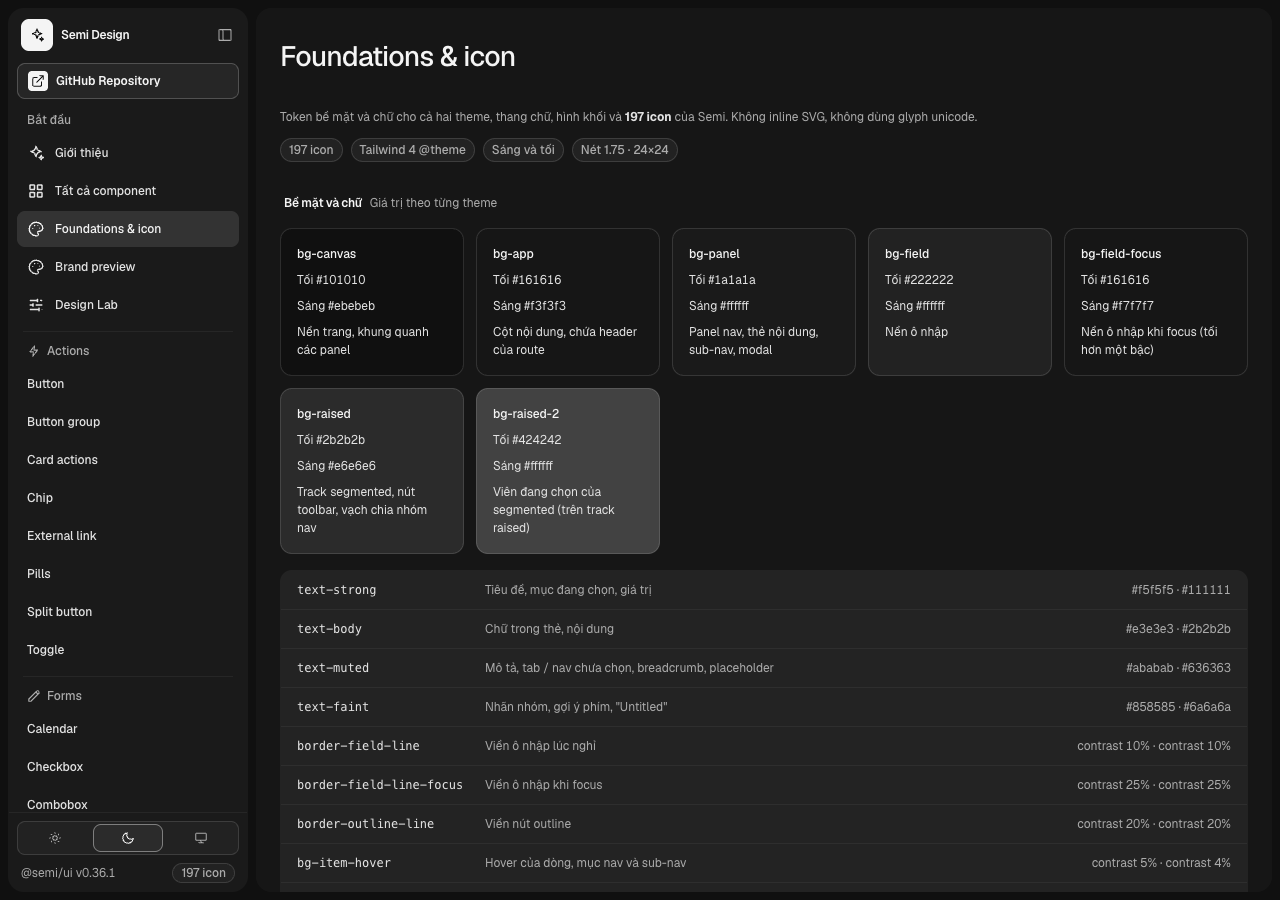 Semi Design
GitHub Repository
Bắt đầu
Giới thiệu
Tất cả component
Foundations & icon
Brand preview
Design Lab
Actions
Button
Button group
Card actions
Chip
External link
Pills
Split button
Toggle
Forms
Calendar
Checkbox
Combobox
@semi/ui v0.36.1
197 icon
Foundations & icon
Token bề mặt và chữ cho cả hai theme, thang chữ, hình khối và 197 icon của Semi. Không inline SVG, không dùng glyph unicode.
197 icon
Tailwind 4 @theme
Sáng và tối
Nét 1.75 · 24×24
Bề mặt và chữ Giá trị theo từng theme
bg-canvas
Tối #101010
Sáng #ebebeb
Nền trang, khung quanh
các panel
bg-app
Tối #161616
Sáng #f3f3f3
Cột nội dung, chứa header
của route
bg-panel
Tối #1a1a1a
Sáng #ffffff
Panel nav, thẻ nội dung,
sub-nav, modal
bg-field
Tối #222222
Sáng #ffffff
Nền ô nhập
bg-field-focus
Tối #161616
Sáng #f7f7f7
Nền ô nhập khi focus (tối
hơn một bậc)
bg-raised
Tối #2b2b2b
Sáng #e6e6e6
Track segmented, nút
toolbar, vạch chia nhóm
nav
bg-raised-2
Tối #424242
Sáng #ffffff
Viên đang chọn của
segmented (trên track
raised)
text-strong Tiêu đề, mục đang chọn, giá trị #f5f5f5 · #111111
text-body Chữ trong thẻ, nội dung #e3e3e3 · #2b2b2b
text-muted Mô tả, tab / nav chưa chọn, breadcrumb, placeholder #ababab · #636363
text-faint Nhãn nhóm, gợi ý phím, "Untitled" #858585 · #6a6a6a
border-field-line Viền ô nhập lúc nghỉ contrast 10% · contrast 10%
border-field-line-focus Viền ô nhập khi focus contrast 25% · contrast 25%
border-outline-line Viền nút outline contrast 20% · contrast 20%
bg-item-hover Hover của dòng, mục nav và sub-nav contrast 5% · contrast 4%